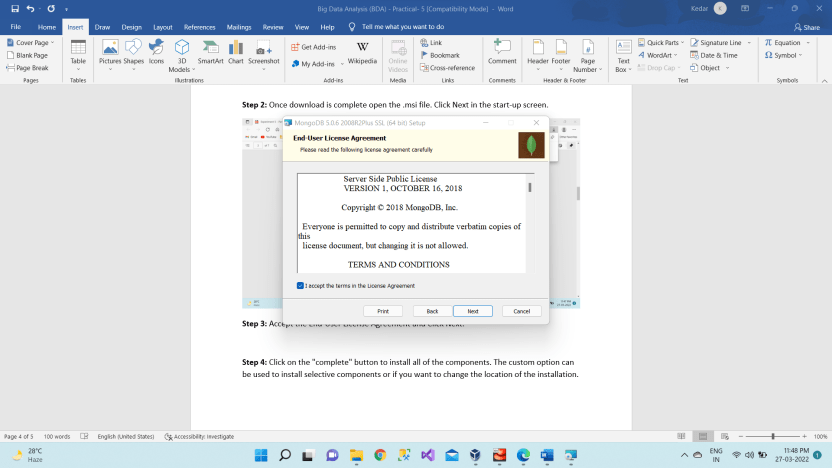 Big Data Analysis (BDA) – Practical- 5 [Compatibility Mode] - Word
Kedar
K
File Home Insert Draw Design Layout References Mailings Review View Help Tell me what you want to do
Share
Cover Page
Blank Page
Page Break
Pages
Table
Tables
Pictures
Shapes
Icons
3D Models
SmartArt
Chart
Screenshot
Illustrations
Get Add-ins
My Add-ins
Wikipedia
Add-ins
Online Videos
Media
Link
Bookmark
Cross-reference
Links
Comment
Comments
Header
Footer
Page Number
Header & Footer
Text Box
Quick Parts
WordArt
Drop Cap
Signature Line
Date & Time
Object
Text
Equation
Symbol
Symbols
Step 2: Once download is complete open the .msi file. Click Next in the start-up screen.
MongoDB 5.0.6 2008R2Plus SSL (64 bit) Setup
End-User License Agreement
Please read the following license agreement carefully
Server Side Public License
VERSION 1, OCTOBER 16, 2018
Copyright © 2018 MongoDB, Inc.
Everyone is permitted to copy and distribute verbatim copies of
this
license document, but changing it is not allowed.
TERMS AND CONDITIONS
I accept the terms in the License Agreement
Print Back Next Cancel
Step 3: Accept the End-User License Agreement and Click Next.
Step 4: Click on the "complete" button to install all of the components. The custom option can
be used to install selective components or if you want to change the location of the installation.
Page 4 of 5 100 words English (United States) Accessibility: Investigate
100%
28°C
Haze
ENG
IN
11:48 PM
27-03-2022
1